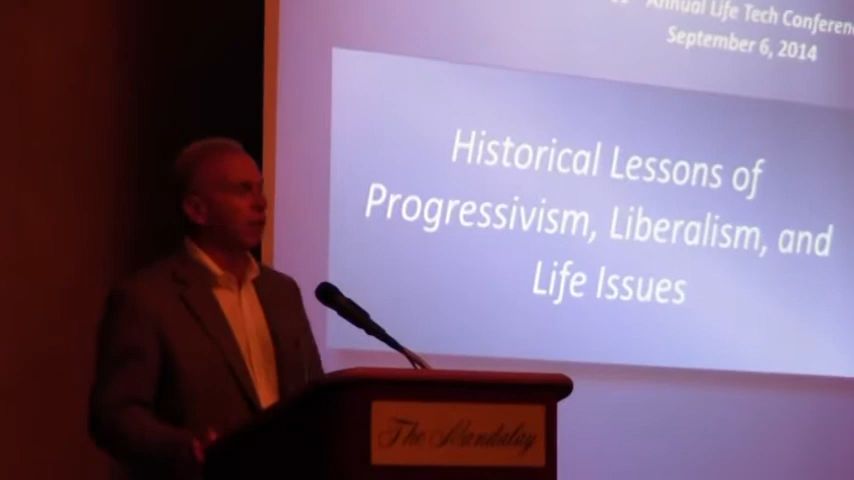 Annual Life Tech Conferen
September 6, 2014
Historical Lessons of
Progressivism, Liberalism, and
Life Issues
The Mandalay